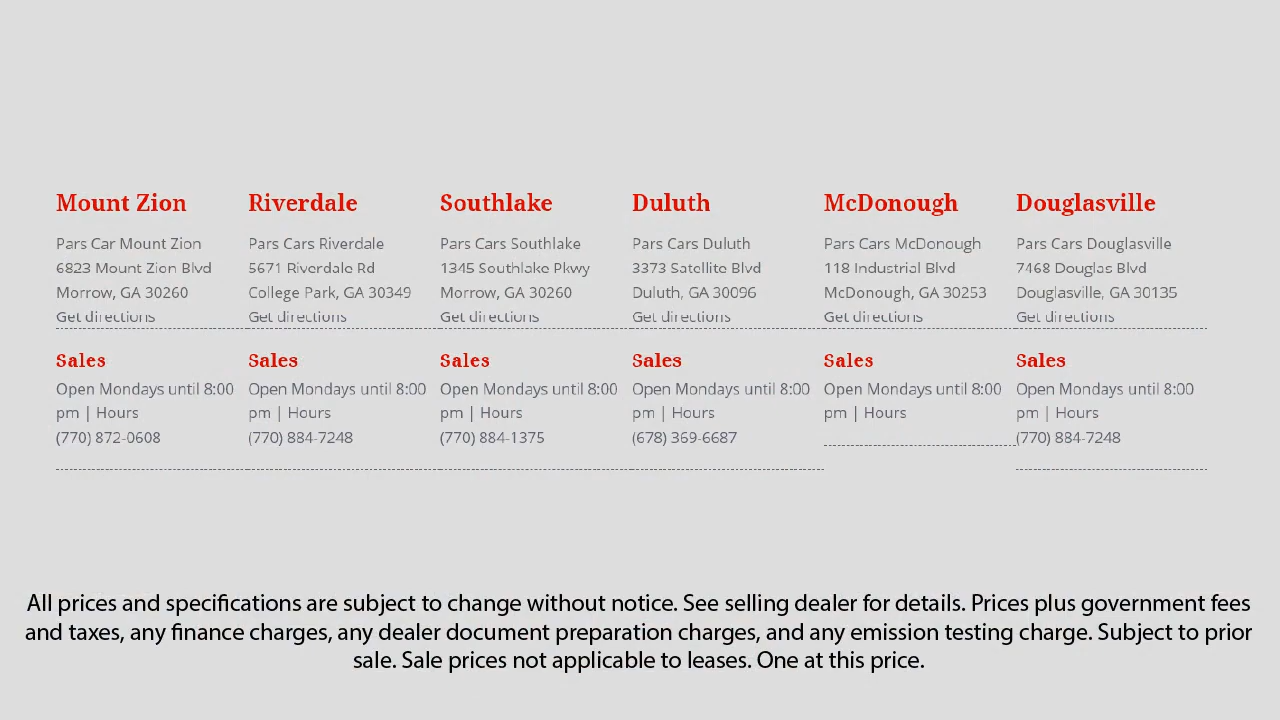 Mount Zion
Pars Car Mount Zion
6823 Mount Zion Blvd
Morrow, GA 30260
Get directions
Sales
Open Mondays until 8:00
pm | Hours
(770) 872-0608
Riverdale
Pars Cars Riverdale
5671 Riverdale Rd
College Park, GA 30349
Get directions
Sales
Open Mondays until 8:00
pm | Hours
(770) 884-7248
Southlake
Pars Cars Southlake
1345 Southlake Pkwy
Morrow, GA 30260
Get directions
Sales
Open Mondays until 8:00
pm | Hours
(770) 884-1375
Duluth
Pars Cars Duluth
3373 Satellite Blvd
Duluth, GA 30096
Get directions
Sales
Open Mondays until 8:00
pm | Hours
(678) 369-6687
McDonough
Pars Cars McDonough
118 Industrial Blvd
McDonough, GA 30253
Get directions
Sales
Open Mondays until 8:00
pm | Hours
Douglasville
Pars Cars Douglasville
7468 Douglas Blvd
Douglasville, GA 30135
Get directions
Sales
Open Mondays until 8:00
pm | Hours
(770) 884-7248
All prices and specifications are subject to change without notice. See selling dealer for details. Prices plus government fees
and taxes, any finance charges, any dealer document preparation charges, and any emission testing charge. Subject to prior
sale. Sale prices not applicable to leases. One at this price.